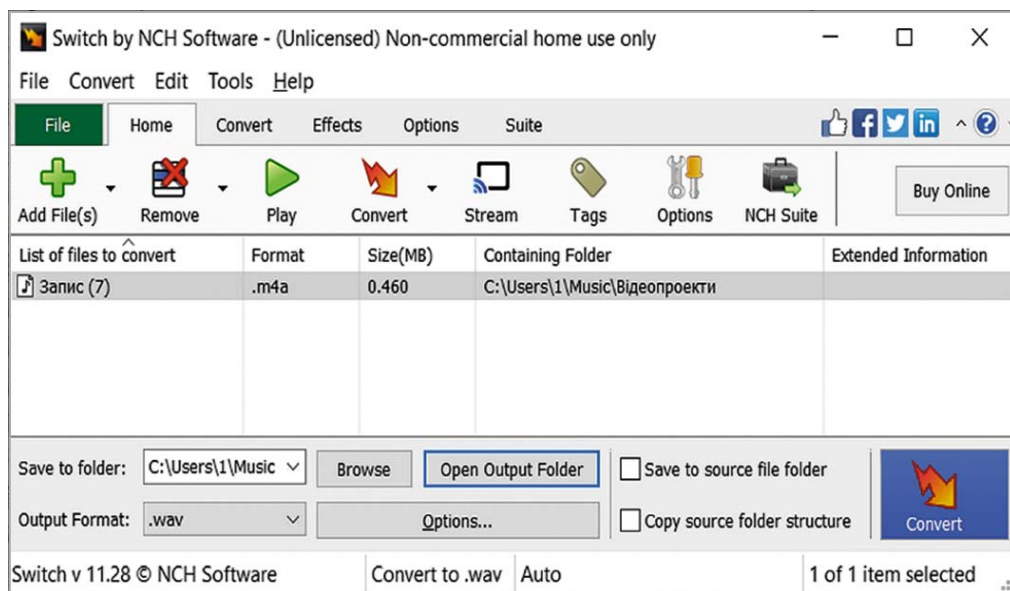 Switch by NCH Software - (Unlicensed) Non-commercial home use only
File Convert Edit Tools Help
File Home Convert Effects Options Suite
Add File(s) Remove Play Convert Stream Tags Options NCH Suite Buy Online
List of files to convert Format Size(MB) Containing Folder Extended Information
Запис (7) .m4a 0.460 C:\Users\1\Music\Відеопроекти
Save to folder: C:\Users\1\Music Browse Open Output Folder Save to source file folder
Output Format: .wav Options... Copy source folder structure Convert
Switch v 11.28 © NCH Software Convert to .wav Auto 1 of 1 item selected